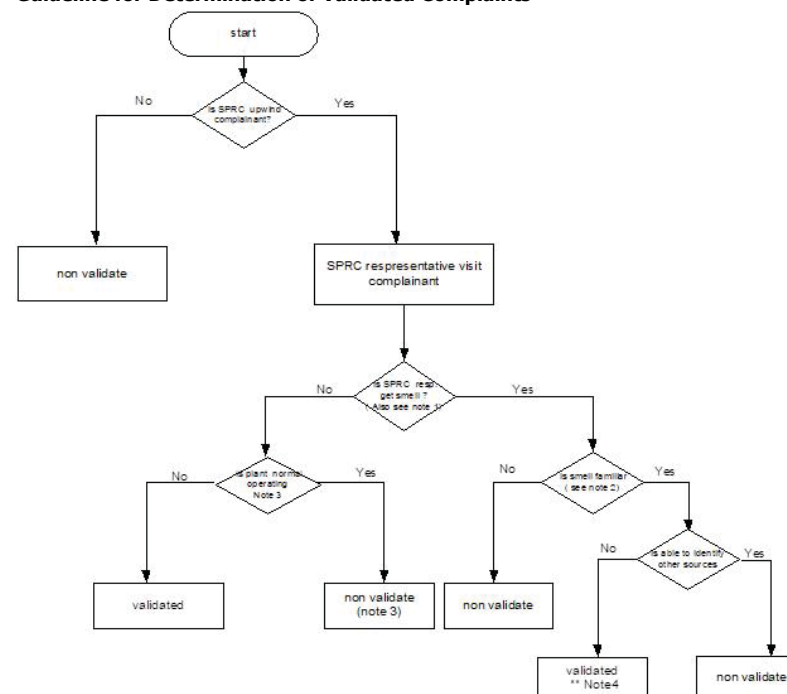 Guideline for Determination of Validated Complaints
start
No
Yes
is SPRC upwind
complainant?
non validate
SPRC respresentative visit
complainant
No
Yes
Is SPRC resp.
get smell ?
( Also see note 1)
No
Yes
Is plant normal
operating
Note 3
No
Yes
is smell familiar
( see note 2)
No
Yes
is able to identify
other sources
validated
non validate
(note 3)
non validate
validated
** Note4
non validate